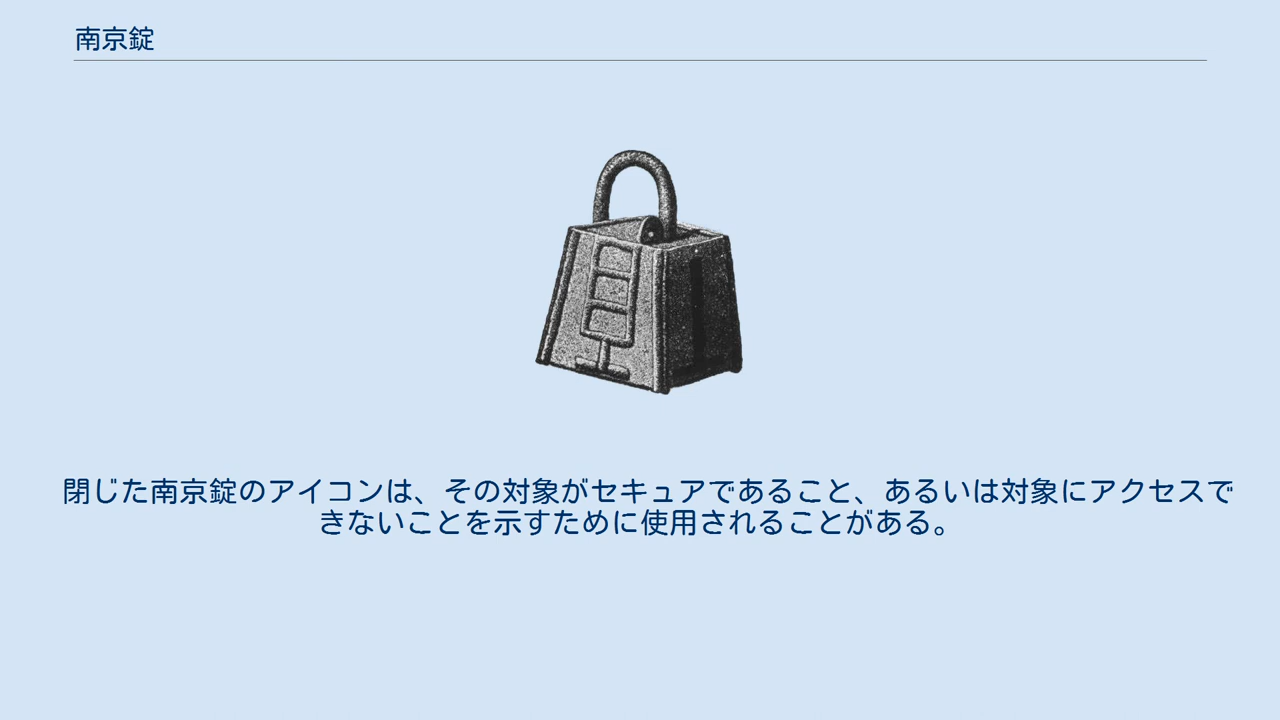 南京錠
閉じた南京錠のアイコンは、その対象がセキュアであること、あるいは対象にアクセスで
きないことを示すために使用されることがある。